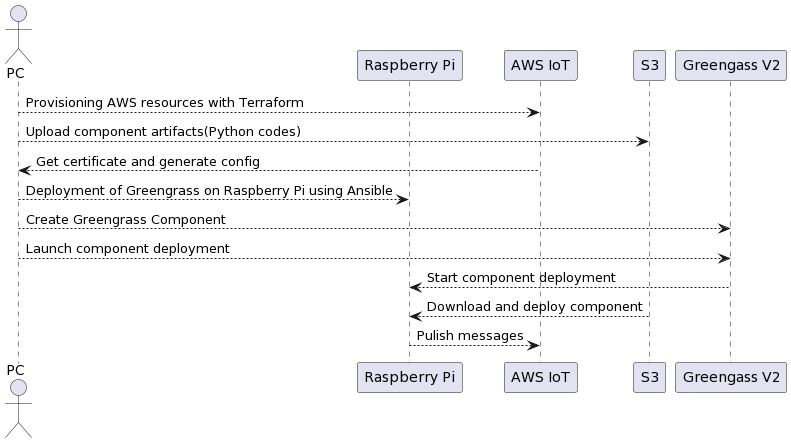 PC
Raspberry Pi
AWS IoT
S3
Greengass V2
Provisioning AWS resources with Terraform
Upload component artifacts(Python codes)
Get certificate and generate config
Deployment of Greengrass on Raspberry Pi using Ansible
Create Greengrass Component
Launch component deployment
Start component deployment
Download and deploy component
Pulish messages
PC
Raspberry Pi
AWS IoT
S3
Greengass V2